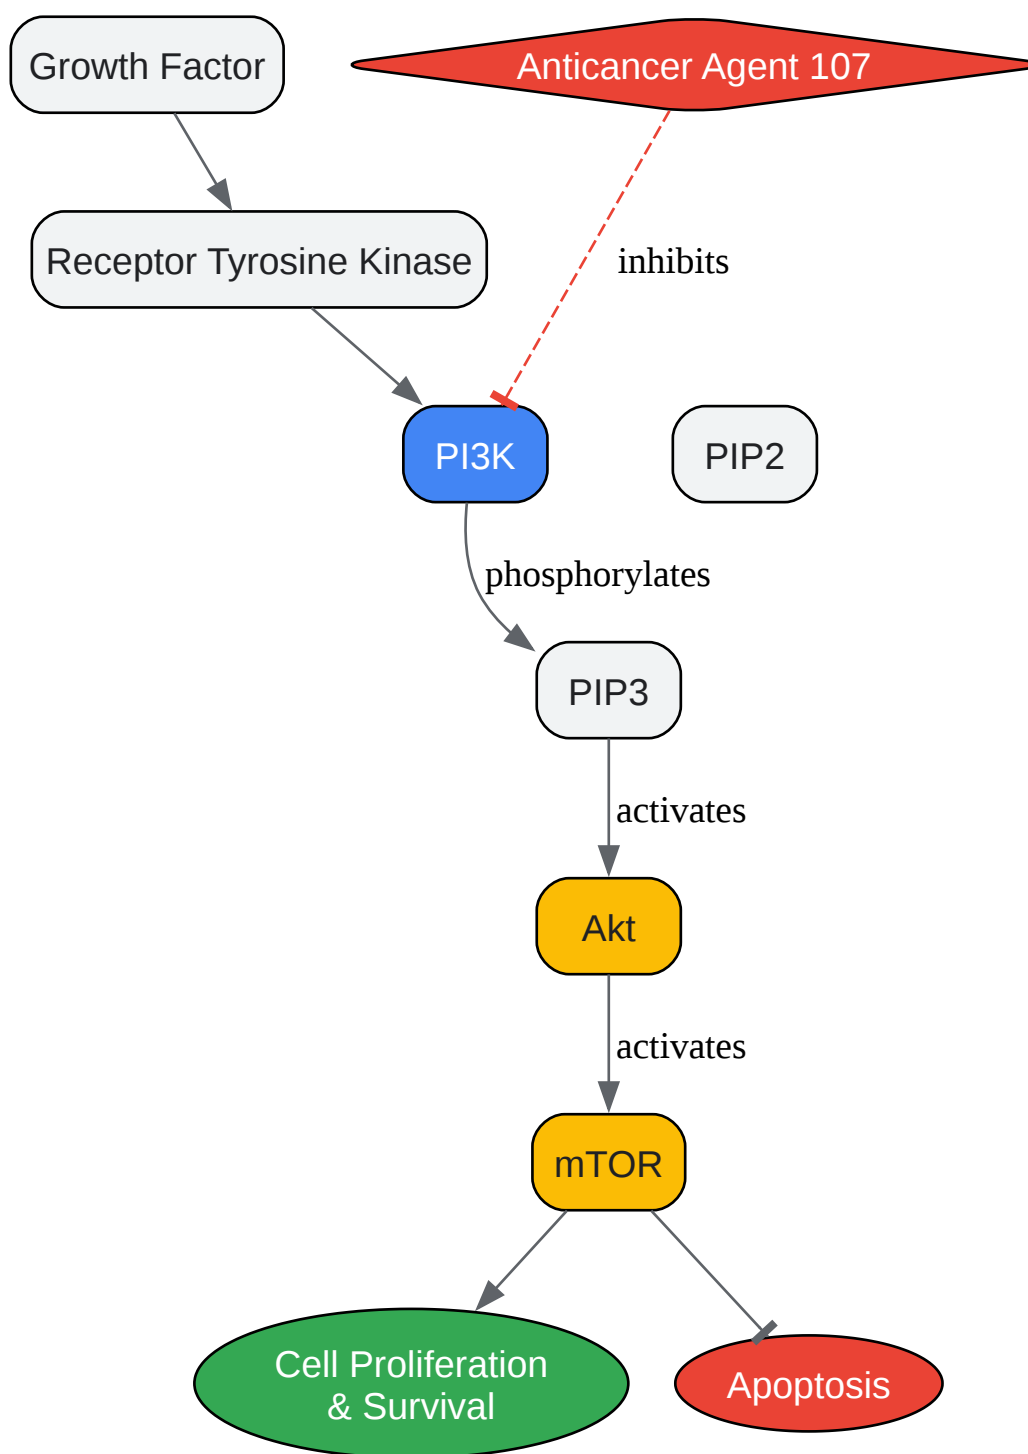 Growth Factor
Anticancer Agent 107
Receptor Tyrosine Kinase
inhibits
PI3K
PIP2
phosphorylates
PIP3
activates
Akt
activates
mTOR
Cell Proliferation
& Survival
Apoptosis